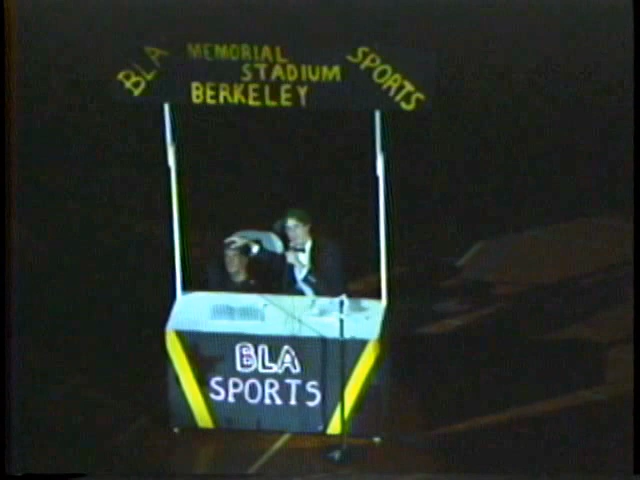 BLA
MEMORIAL
STADIUM
BERKELEY
SPORTS
BLA
SPORTS